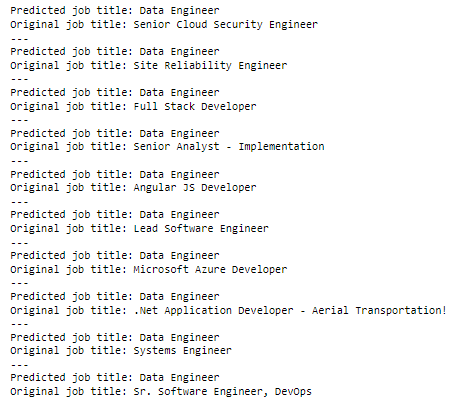 Predicted job title: Data Engineer
Original job title: Senior Cloud Security Engineer
---
Predicted job title: Data Engineer
Original job title: Site Reliability Engineer
---
Predicted job title: Data Engineer
Original job title: Full Stack Developer
---
Predicted job title: Data Engineer
Original job title: Senior Analyst - Implementation
---
Predicted job title: Data Engineer
Original job title: Angular JS Developer
---
Predicted job title: Data Engineer
Original job title: Lead Software Engineer
---
Predicted job title: Data Engineer
Original job title: Microsoft Azure Developer
---
Predicted job title: Data Engineer
Original job title: .Net Application Developer - Aerial Transportation!
---
Predicted job title: Data Engineer
Original job title: Systems Engineer
---
Predicted job title: Data Engineer
Original job title: Sr. Software Engineer, DevOps